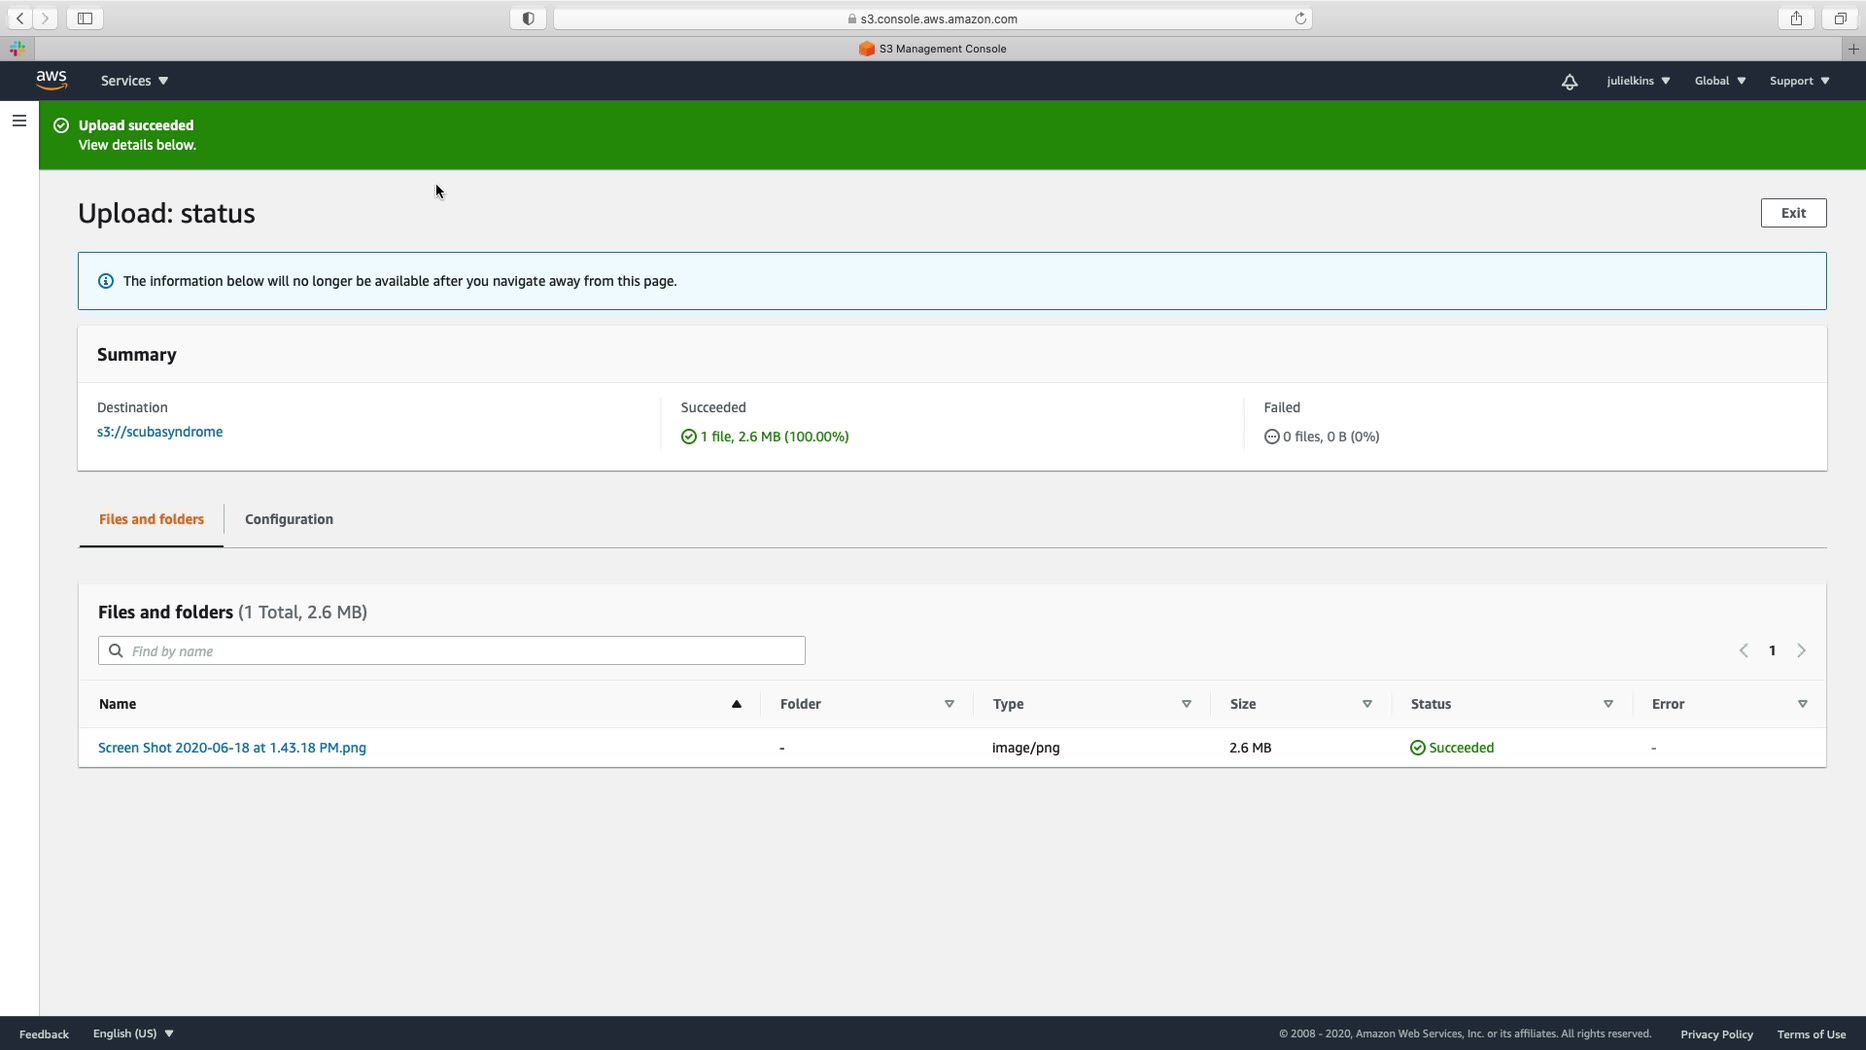 s3.console.aws.amazon.com
S3 Management Console
aws
Services
julielkins
Global
Support
Upload succeeded
View details below.
Upload: status
Exit
The information below will no longer be available after you navigate away from this page.
Summary
Destination
s3://scubasyndrome
Succeeded
1 file, 2.6 MB (100.00%)
Failed
0 files, 0 B (0%)
Files and folders
Configuration
Files and folders (1 Total, 2.6 MB)
Find by name
1
Name
Folder
Type
Size
Status
Error
Screen Shot 2020-06-18 at 1.43.18 PM.png
-
image/png
2.6 MB
Succeeded
-
Feedback
English (US)
© 2008 - 2020, Amazon Web Services, Inc. or its affiliates. All rights reserved.
Privacy Policy
Terms of Use